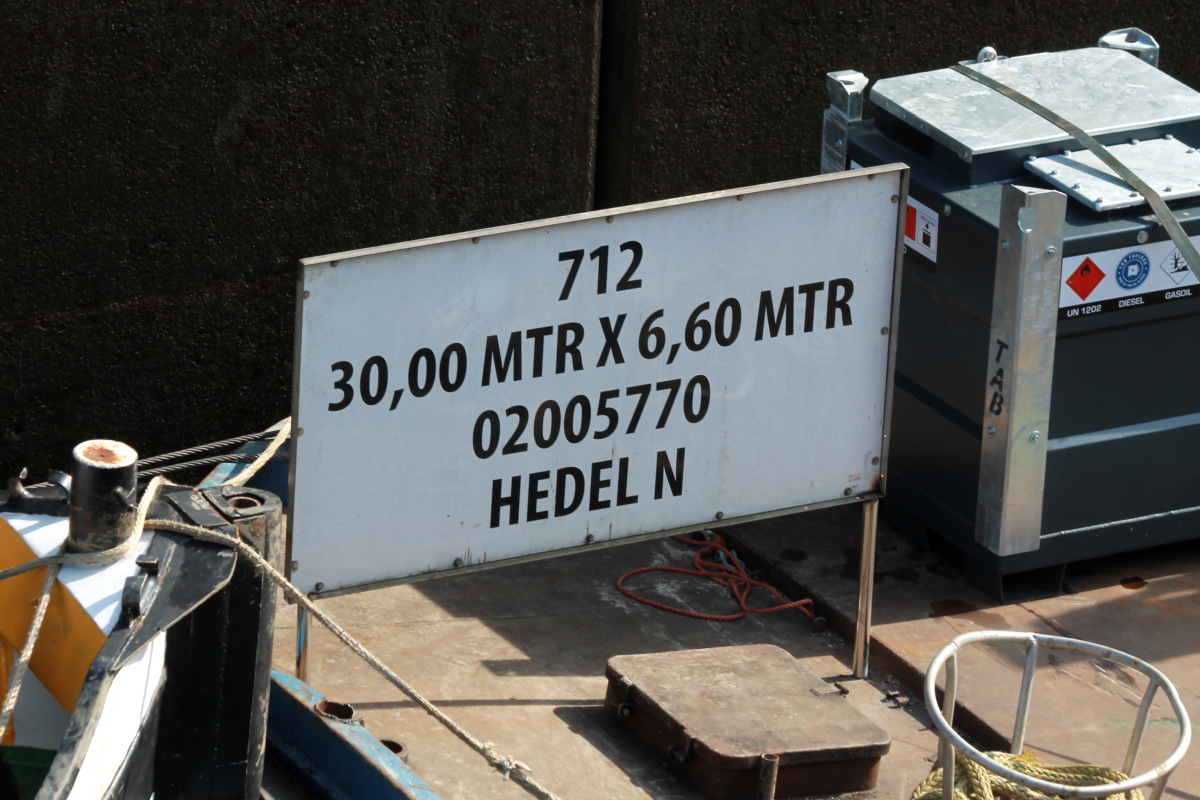 712
30,00 MTR X 6,60 MTR
02005770
HEDEL N
TAB
UN 1202 DIESEL GASOIL